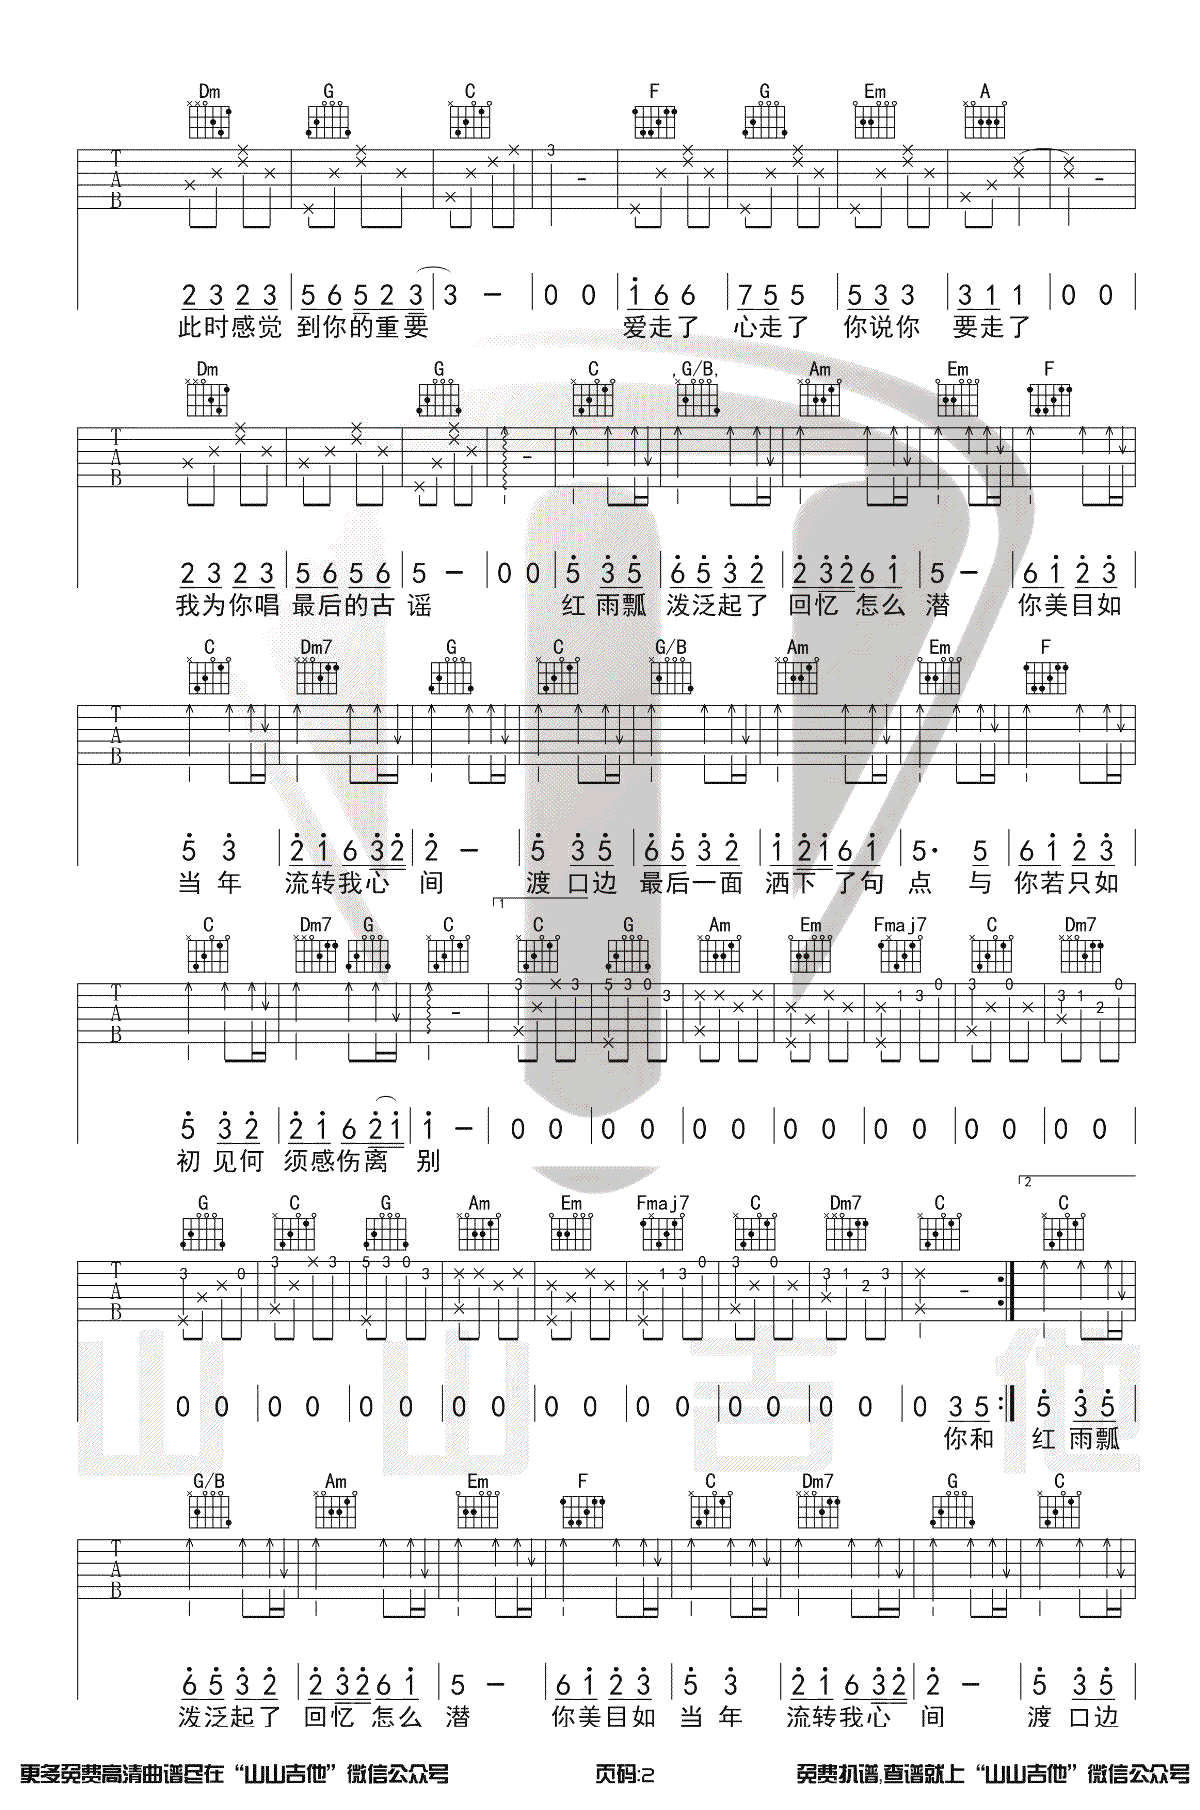 Dm G C F G Em A
T A B 3
2 3 2 3 5 6 5 2 3 3 - 0 0 1 6 6 7 5 5 5 3 3 3 1 1 0 0
此时感觉 到你的重要 爱走了 心走了 你说你 要走了
Dm G C ,G/B, Am Em F
T A B
2 3 2 3 5 6 5 6 5 - 0 0 5 3 5 6 5 3 2 2 3 2 6 1 5 - 6 1 2 3
我为你唱 最后的古 谣 红 雨瓢 泼泛起了 回忆 怎么 潜 你美目如
C Dm7 G C G/B Am Em F
T A B
5 3 2 1 6 3 2 2 - 5 3 5 6 5 3 2 1 2 1 6 1 5· 5 6 1 2 3
当 年 流转我心 间 渡 口边 最后一面 洒下 了句 点 与 你若只如
1
C Dm7 G C C G Am Em Fmaj7 C Dm7
T A B 3 3 5 3 0 3 1 3 0 3 0 3 1 2 0
5 3 2 2 1 6 2 1 1 - 0 0 0 0 0 0 0 0 0 0 0 0 0 0
初 见何 须感伤离 别
2
G C G Am Em Fmaj7 C Dm7 C C
T A B 3 0 3 3 5 3 0 3 1 3 0 3 0 3 1 2 3
0 0 0 0 0 0 0 0 0 0 0 0 0 0 0 0 0 3 5 5 3 5
你和 红 雨瓢
G/B Am Em F C Dm7 G C
T A B
6 5 3 2 2 3 2 6 1 5 - 6 1 2 3 5 3 2 1 6 3 2 2 - 5 3 5
泼泛起了 回忆 怎么 潜 你美目如 当 年 流转我心 间 渡 口边
山山吉他
更多免费高清曲谱尽在“山山吉他”微信公众号 页码:2 免费扒谱,查谱就上“山山吉他”微信公众号